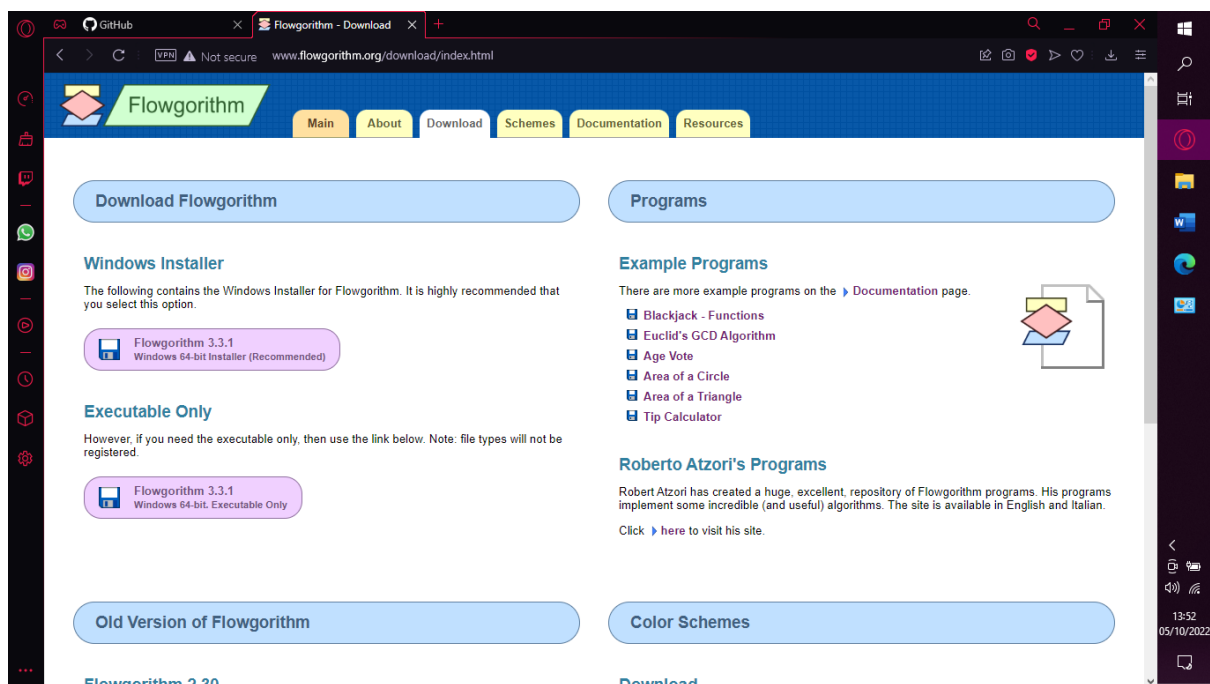 GitHub
Flowgorithm - Download
VPN
Not secure
www.flowgorithm.org/download/index.html
Flowgorithm
Main
About
Download
Schemes
Documentation
Resources
Download Flowgorithm
Windows Installer
The following contains the Windows Installer for Flowgorithm. It is highly recommended that
you select this option.
Flowgorithm 3.3.1
Windows 64-bit Installer (Recommended)
Executable Only
However, if you need the executable only, then use the link below. Note: file types will not be
registered.
Flowgorithm 3.3.1
Windows 64-bit. Executable Only
Programs
Example Programs
There are more example programs on the Documentation page.
Blackjack - Functions
Euclid's GCD Algorithm
Age Vote
Area of a Circle
Area of a Triangle
Tip Calculator
Roberto Atzori's Programs
Robert Atzori has created a huge, excellent, repository of Flowgorithm programs. His programs
implement some incredible (and useful) algorithms. The site is available in English and Italian.
Click here to visit his site.
Old Version of Flowgorithm
Flowgorithm 2.30
Color Schemes
Download
W
13:52
05/10/2022